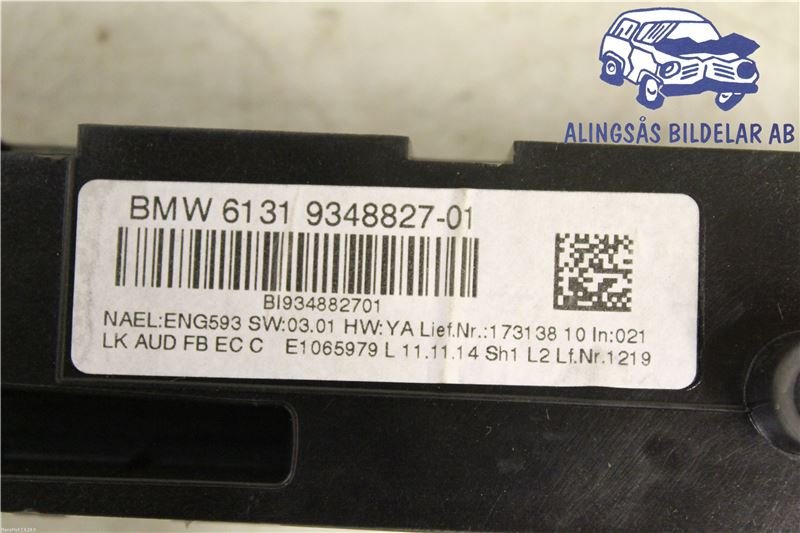 ALINGSÅS BILDELAR AB
BMW 6131 9348827-01
BI934882701
NAEL:ENG593 SW:03.01 HW:YA Lief.Nr.:173138 10 In:021
LK AUD FB EC C E1065979 L 11.11.14 Sh1 L2 Lf.Nr.1219